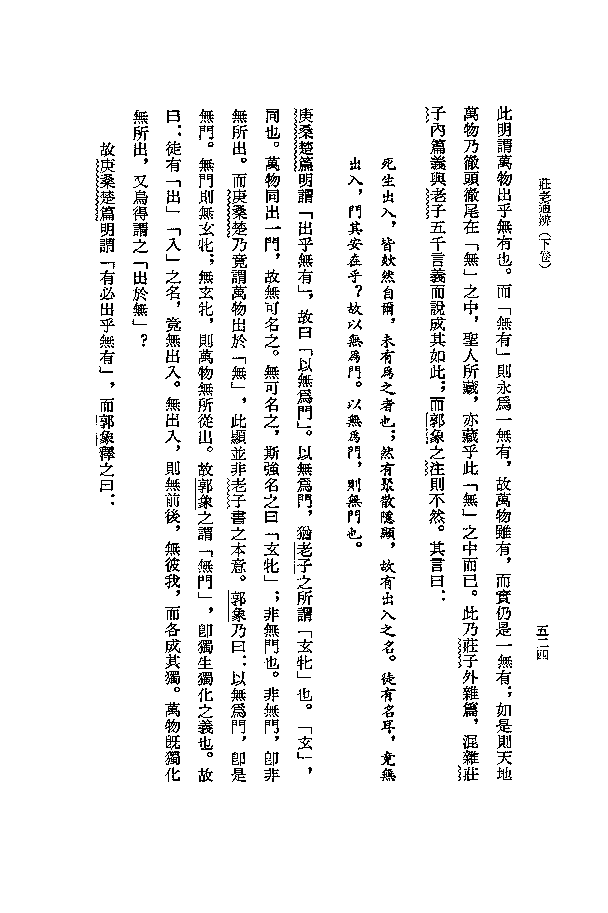 莊老通辨（下卷）
五三四
此明謂萬物出乎無有也。而「無有」則永爲一無有，故萬物雖有，而實仍是一無有；如是則天地
萬物乃徹頭徹尾在「無」之中，聖人所藏，亦藏乎此「無」之中而已。此乃莊子外雜篇，混雜莊
子內篇義與老子五千言義而說成其如此；而郭象之注則不然。其言曰：
死生出入，皆欻然自爾，未有爲之者也；然有聚散隱顯，故有出入之名。徒有名耳，竟無
出入，門其安在乎？故以無爲門。以無爲門，則無門也。
庚桑楚篇明謂「出乎無有」，故曰「以無爲門」。以無爲門，猶老子之所謂「玄牝」也。「玄」，
同也。萬物同出一門，故無可名之。無可名之，斯強名之曰「玄牝」；非無門也。非無門，卽非
無所出。而庚桑楚乃竟謂萬物出於「無」，此顯並非老子書之本意。郭象乃曰：以無爲門，卽是
無門。無門則無玄牝；無玄牝，則萬物無所從出。故郭象之謂「無門」，卽獨生獨化之義也。故
曰：徒有「出」「入」之名，竟無出入。無出入，則無前後，無彼我，而各成其獨。萬物旣獨化
無所出，又烏得謂之「出於無」？
故庚桑楚篇明謂「有必出乎無有」，而郭象釋之曰：